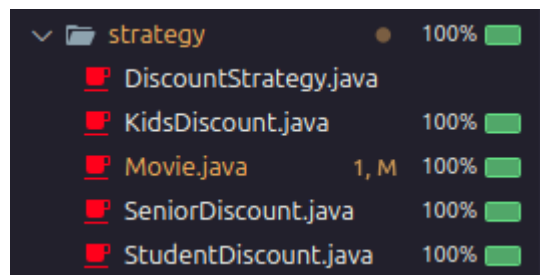 strategy 100%
DiscountStrategy.java
KidsDiscount.java 100%
Movie.java 1, M 100%
SeniorDiscount.java 100%
StudentDiscount.java 100%